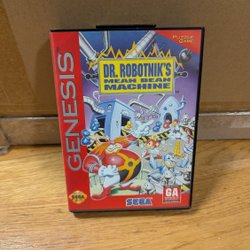 PUZZLE
GAME
DR. ROBOTNIK'S
MEAN BEAN
MACHINE
GENESIS
SEGA
SEGA
GA